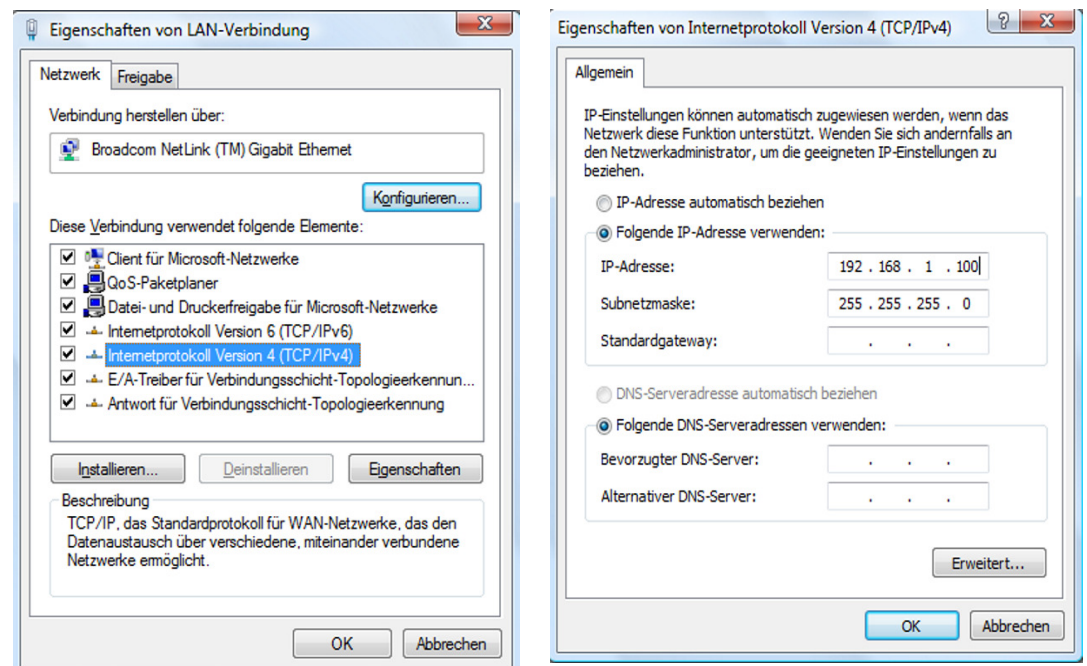 Eigenschaften von LAN-Verbindung
Netzwerk
Freigabe
Verbindung herstellen über:
Broadcom NetLink (TM) Gigabit Ethernet
Konfigurieren...
Diese Verbindung verwendet folgende Elemente:
Client für Microsoft-Netzwerke
QoS-Paketplaner
Datei- und Druckerfreigabe für Microsoft-Netzwerke
Internetprotokoll Version 6 (TCP/IPv6)
Internetprotokoll Version 4 (TCP/IPv4)
E/A-Treiber für Verbindungsschicht-Topologieerkennun...
Antwort für Verbindungsschicht-Topologieerkennung
Installieren...
Deinstallieren
Eigenschaften
Beschreibung
TCP/IP, das Standardprotokoll für WAN-Netzwerke, das den
Datenaustausch über verschiedene, miteinander verbundene
Netzwerke ermöglicht.
OK
Abbrechen
Eigenschaften von Internetprotokoll Version 4 (TCP/IPv4)
Allgemein
IP-Einstellungen können automatisch zugewiesen werden, wenn das
Netzwerk diese Funktion unterstützt. Wenden Sie sich andernfalls an
den Netzwerkadministrator, um die geeigneten IP-Einstellungen zu
beziehen.
IP-Adresse automatisch beziehen
Folgende IP-Adresse verwenden:
IP-Adresse: 192 . 168 . 1 . 100
Subnetzmaske: 255 . 255 . 255 . 0
Standardgateway: . . .
DNS-Serveradresse automatisch beziehen
Folgende DNS-Serveradressen verwenden:
Bevorzugter DNS-Server: . . .
Alternativer DNS-Server: . . .
Erweitert...
OK
Abbrechen